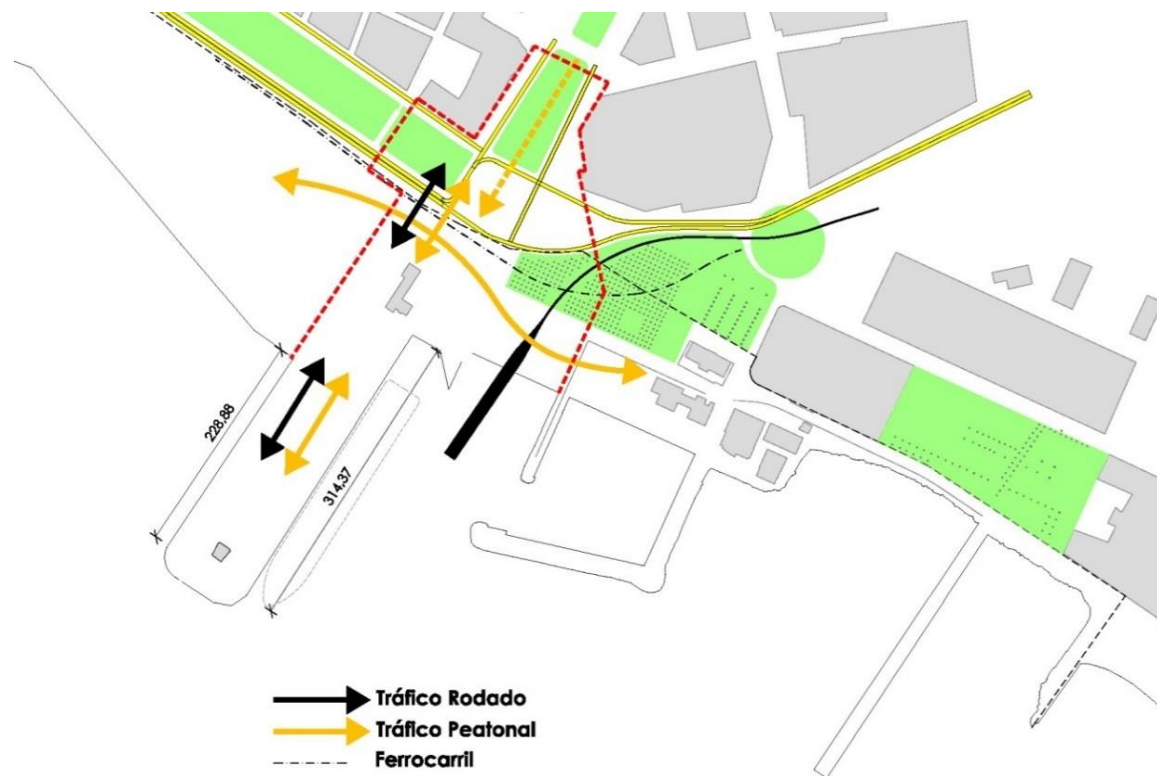 228,88
314,37
Tráfico Rodado
Tráfico Peatonal
Ferrocarril